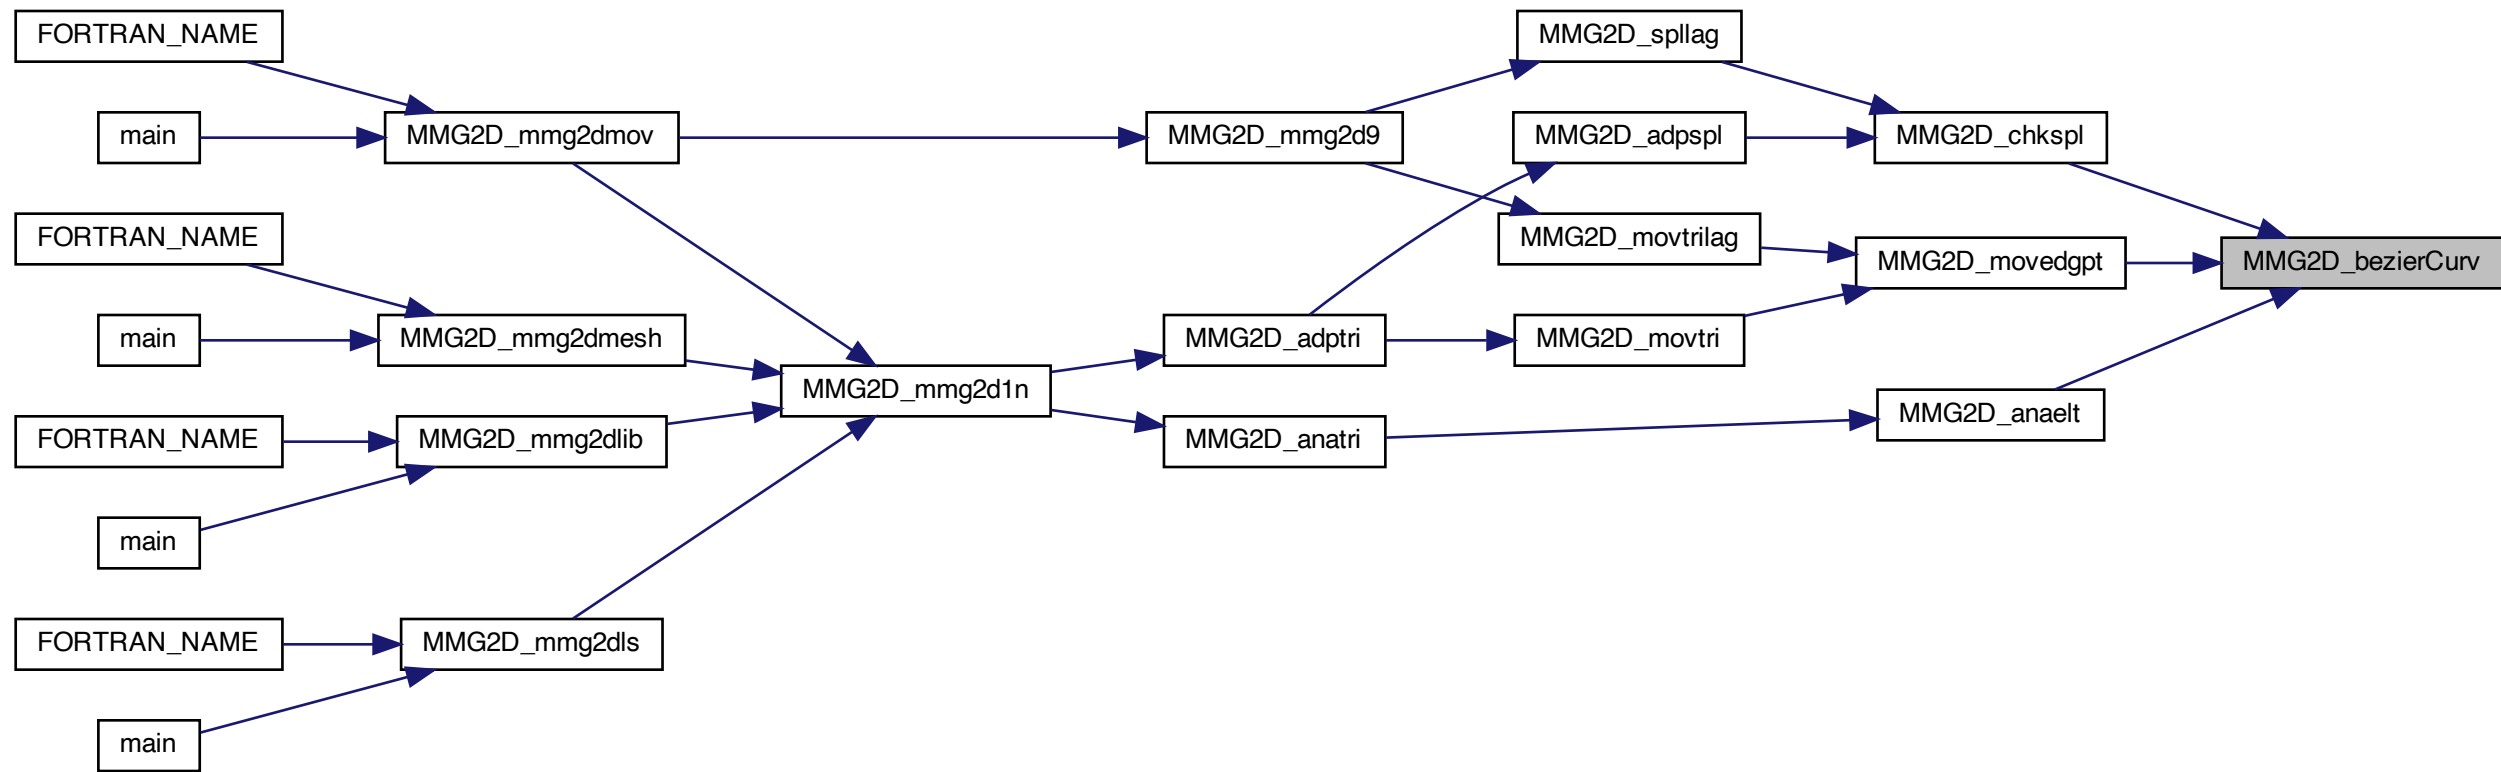 FORTRAN_NAME
main
FORTRAN_NAME
main
FORTRAN_NAME
main
FORTRAN_NAME
main
MMG2D_mmg2dmov
MMG2D_mmg2dmesh
MMG2D_mmg2dlib
MMG2D_mmg2dls
MMG2D_mmg2d1n
MMG2D_mmg2d9
MMG2D_adptri
MMG2D_anatri
MMG2D_spllag
MMG2D_adpspl
MMG2D_movtrilag
MMG2D_movtri
MMG2D_chkspl
MMG2D_movedgpt
MMG2D_anaelt
MMG2D_bezierCurv